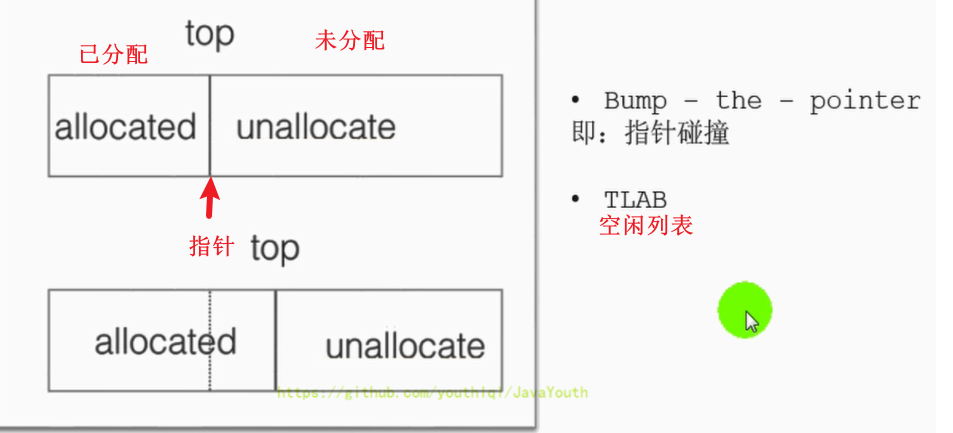 top
已分配
未分配
allocated
unallocate
指针
top
allocated
unallocate
• Bump – the – pointer
即：指针碰撞
• TLAB
空闲列表
https://github.com/youthlql/JavaYouth